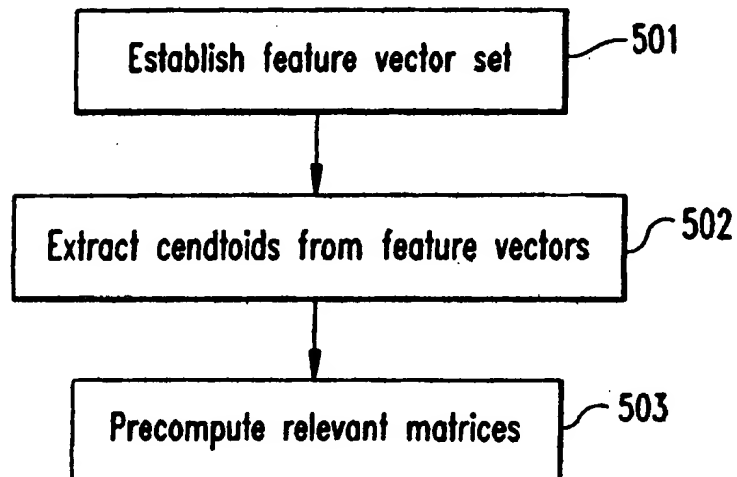 Establish feature vector set
501
Extract cendtoids from feature vectors
502
Precompute relevant matrices
503